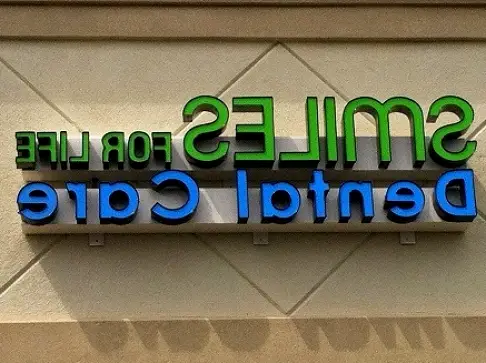 SMILES FOR LIFE
Dental Care